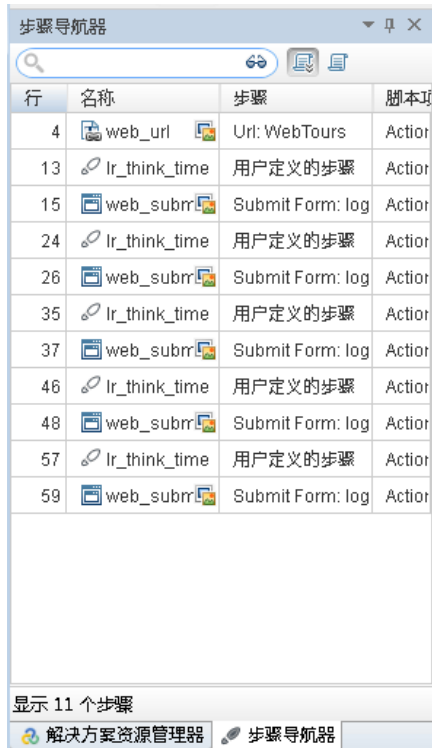 步骤导航器
行 名称 步骤 脚本项
4 web_url Url: WebTours Action
13 lr_think_time 用户定义的步骤 Action
15 web_subm Submit Form: log Action
24 lr_think_time 用户定义的步骤 Action
26 web_subm Submit Form: log Action
35 lr_think_time 用户定义的步骤 Action
37 web_subm Submit Form: log Action
46 lr_think_time 用户定义的步骤 Action
48 web_subm Submit Form: log Action
57 lr_think_time 用户定义的步骤 Action
59 web_subm Submit Form: log Action
显示 11 个步骤
解决方案资源管理器 步骤导航器